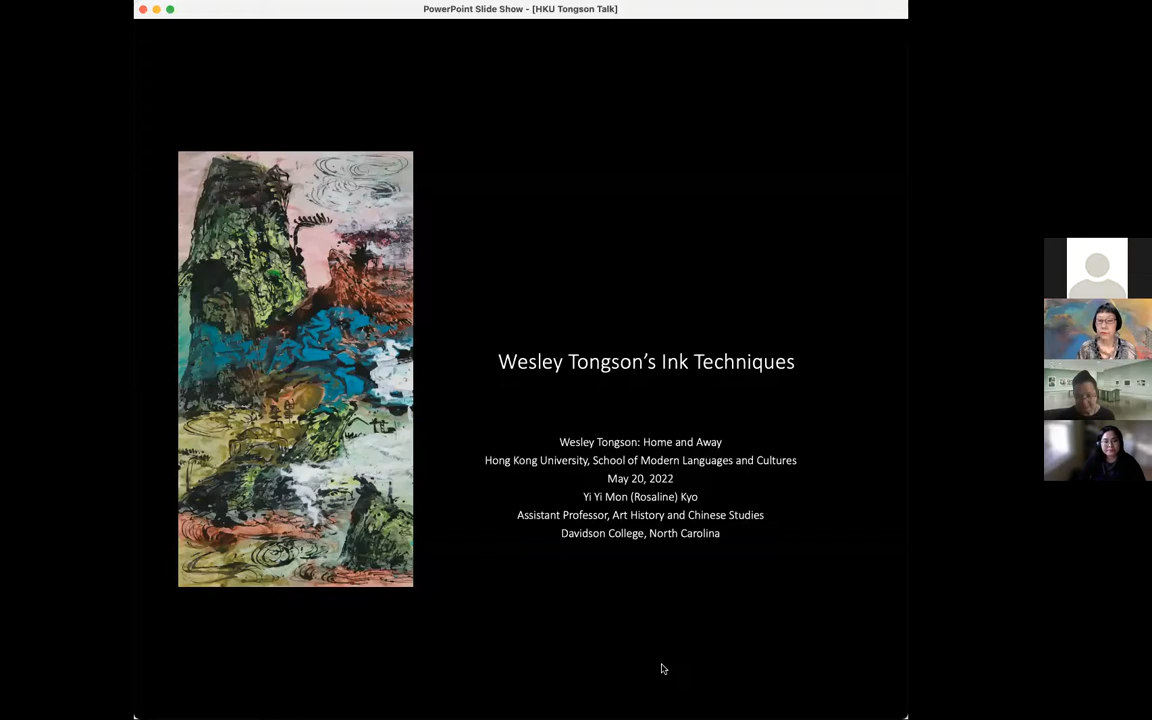 PowerPoint Slide Show - [HKU Tongson Talk]
Wesley Tongson's Ink Techniques
Wesley Tongson: Home and Away
Hong Kong University, School of Modern Languages and Cultures
May 20, 2022
Yi Yi Mon (Rosaline) Kyo
Assistant Professor, Art History and Chinese Studies
Davidson College, North Carolina